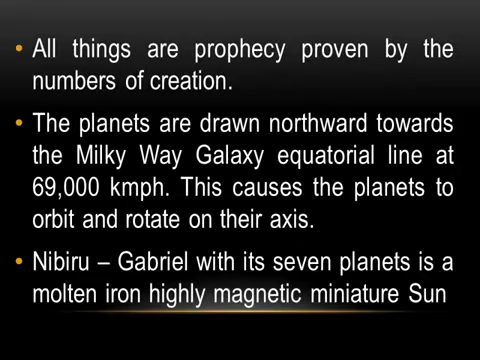 • All things are prophecy proven by the
numbers of creation.
• The planets are drawn northward towards
the Milky Way Galaxy equatorial line at
69,000 kmph. This causes the planets to
orbit and rotate on their axis.
• Nibiru – Gabriel with its seven planets is a
molten iron highly magnetic miniature Sun